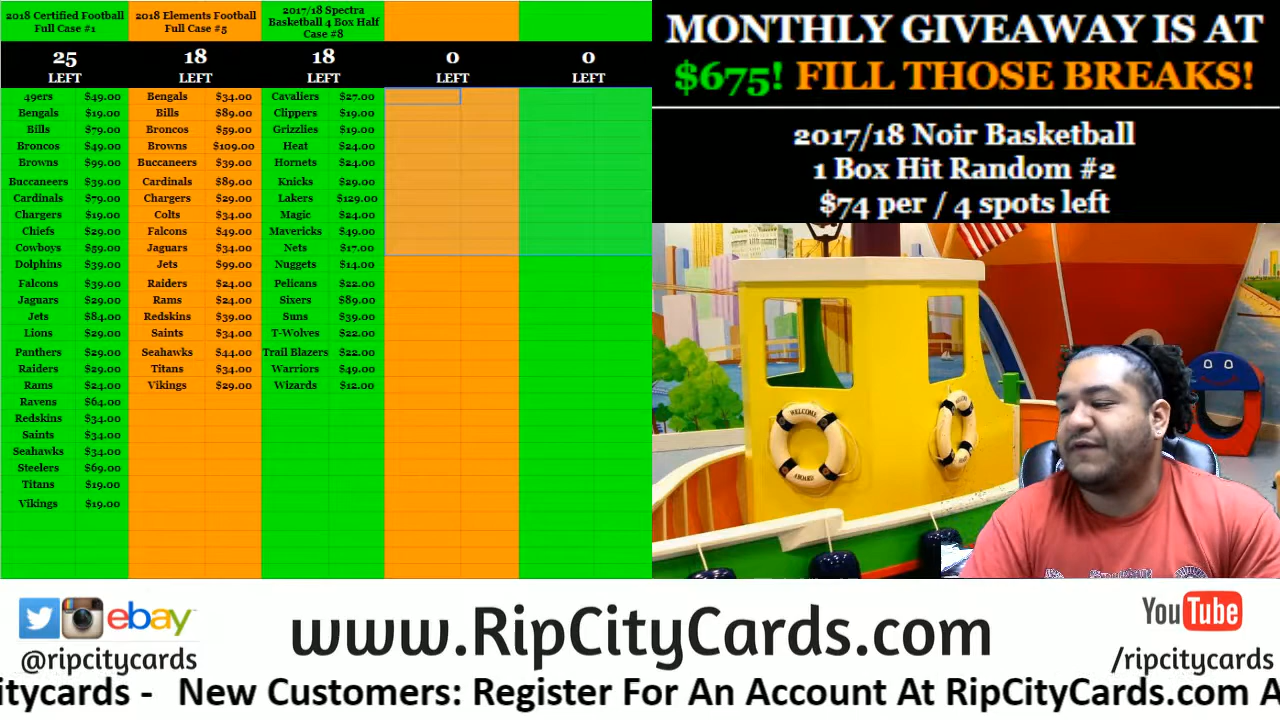 2018 Certified Football
Full Case #1
2018 Elements Football
Full Case #5
2017/18 Spectra
Basketball 4 Box Half
Case #8
25
LEFT
18
LEFT
18
LEFT
0
LEFT
0
LEFT
49ers $49.00
Bengals $19.00
Bills $79.00
Broncos $49.00
Browns $99.00
Buccaneers $39.00
Cardinals $79.00
Chargers $19.00
Chiefs $29.00
Cowboys $59.00
Dolphins $39.00
Falcons $39.00
Jaguars $29.00
Jets $84.00
Lions $29.00
Panthers $29.00
Raiders $29.00
Rams $24.00
Ravens $64.00
Redskins $34.00
Saints $34.00
Seahawks $34.00
Steelers $69.00
Titans $19.00
Vikings $19.00
Bengals $34.00
Bills $89.00
Broncos $59.00
Browns $109.00
Buccaneers $39.00
Cardinals $89.00
Chargers $29.00
Colts $34.00
Falcons $49.00
Jaguars $34.00
Jets $99.00
Raiders $24.00
Rams $24.00
Redskins $39.00
Saints $34.00
Seahawks $44.00
Titans $34.00
Vikings $29.00
Cavaliers $27.00
Clippers $19.00
Grizzlies $19.00
Heat $24.00
Hornets $24.00
Knicks $29.00
Lakers $129.00
Magic $24.00
Mavericks $49.00
Nets $17.00
Nuggets $14.00
Pelicans $22.00
Sixers $89.00
Suns $39.00
T-Wolves $22.00
Trail Blazers $22.00
Warriors $49.00
Wizards $12.00
MONTHLY GIVEAWAY IS AT
$675! FILL THOSE BREAKS!
2017/18 Noir Basketball
1 Box Hit Random #2
$74 per / 4 spots left
WELCOME
ABOARD
ebay
@ripcitycards
www.RipCityCards.com
YouTube
/ripcitycards
citycards - New Customers: Register For An Account At RipCityCards.com A